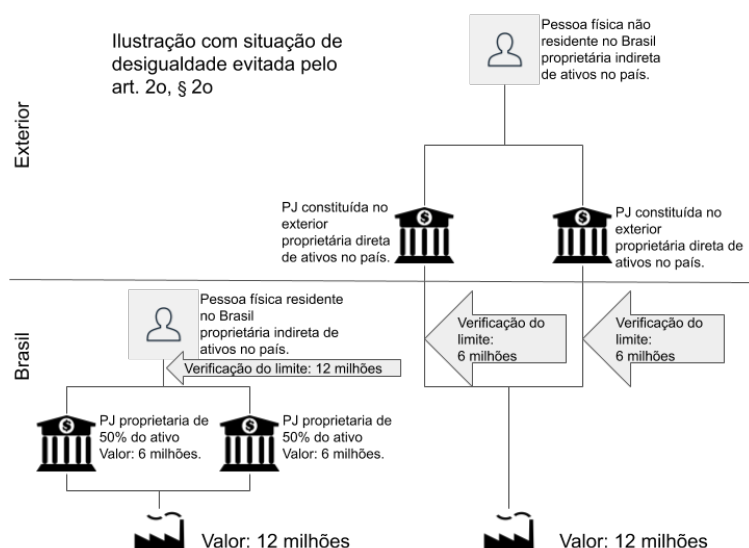 Ilustração com situação de
desigualdade evitada pelo
art. 2o, § 2o
Pessoa física não
residente no Brasil
proprietária indireta
de ativos no país.
Exterior
PJ constituída no
exterior
proprietária direta
de ativos no país.
PJ constituída no
exterior
proprietária direta de
ativos no país.
Brasil
Pessoa física residente
no Brasil
proprietária indireta de
ativos no país.
Verificação do limite: 12 milhões
Verificação do
limite:
6 milhões
Verificação do
limite:
6 milhões
PJ proprietaria de
50% do ativo
Valor: 6 milhões.
PJ proprietaria de
50% do ativo
Valor: 6 milhões.
Valor: 12 milhões
Valor: 12 milhões